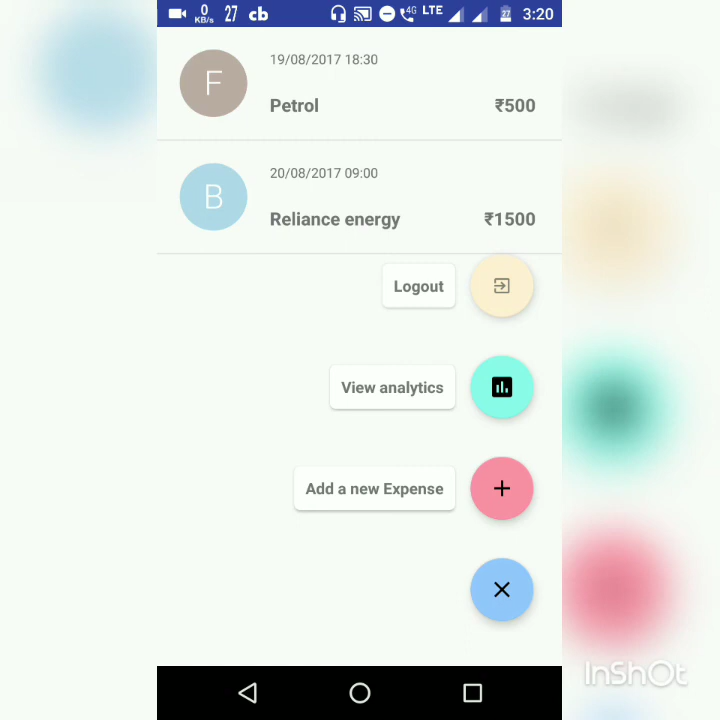 0 KB/s 27 cb 4G LTE 27 3:20
19/08/2017 18:30
F
Petrol ₹500
20/08/2017 09:00
B
Reliance energy ₹1500
Logout
View analytics
Add a new Expense
InShOt